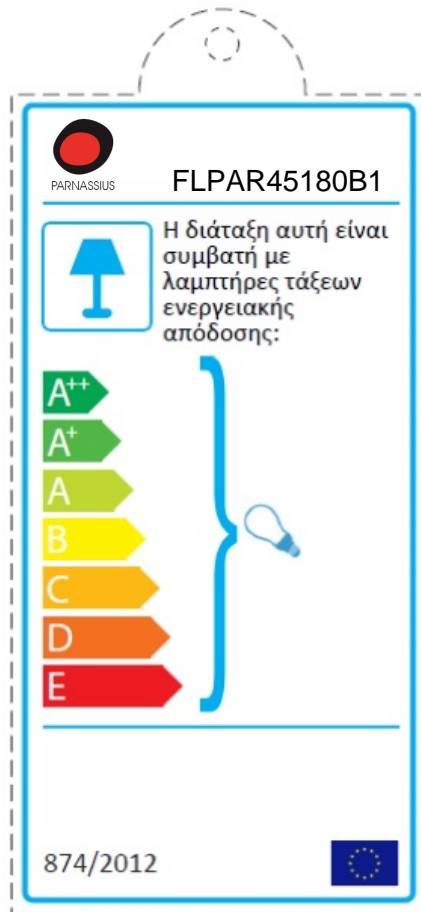 PARNASSIUS
FLPAR45180B1
Η διάταξη αυτή είναι
συμβατή με
λαμπτήρες τάξεων
ενεργειακής
απόδοσης:
A++
A+
A
B
C
D
E
874/2012